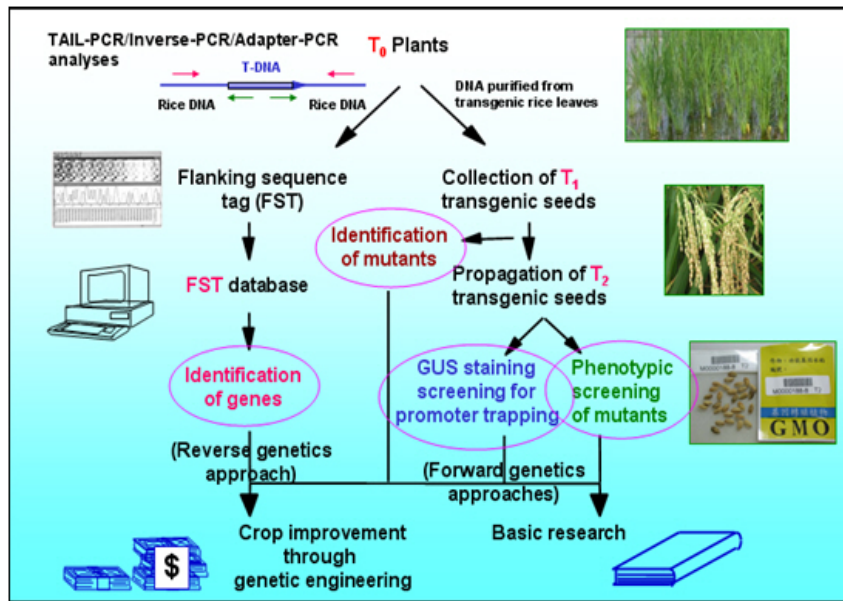 TAIL-PCR/Inverse-PCR/Adapter-PCR
analyses
T0 Plants
T-DNA
Rice DNA
Rice DNA
DNA purified from
transgenic rice leaves
Flanking sequence
tag (FST)
Collection of T1
transgenic seeds
Identification
of mutants
FST database
Propagation of T2
transgenic seeds
Identification
of genes
GUS staining
screening for
promoter trapping
Phenotypic
screening
of mutants
GMO
(Reverse genetics
approach)
(Forward genetics
approaches)
Crop improvement
through
genetic engineering
Basic research
$